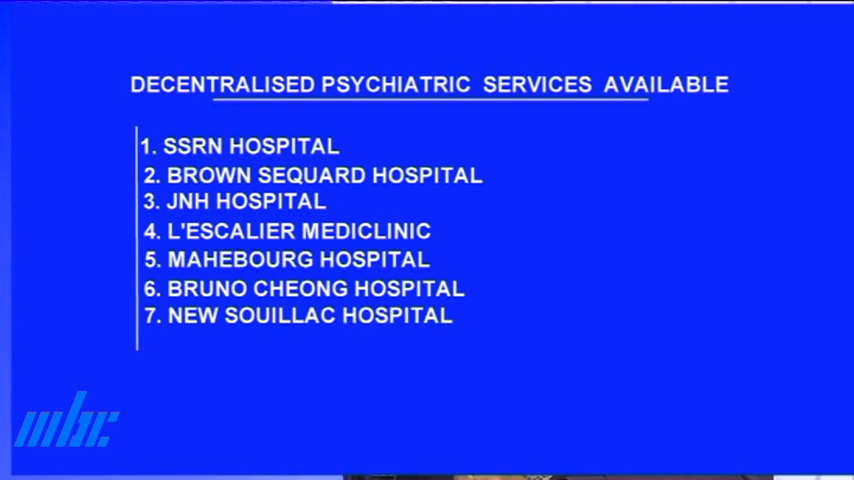 DECENTRALISED PSYCHIATRIC SERVICES AVAILABLE
1. SSRN HOSPITAL
2. BROWN SEQUARD HOSPITAL
3. JNH HOSPITAL
4. L'ESCALIER MEDICLINIC
5. MAHEBOURG HOSPITAL
6. BRUNO CHEONG HOSPITAL
7. NEW SOUILLAC HOSPITAL
mbc